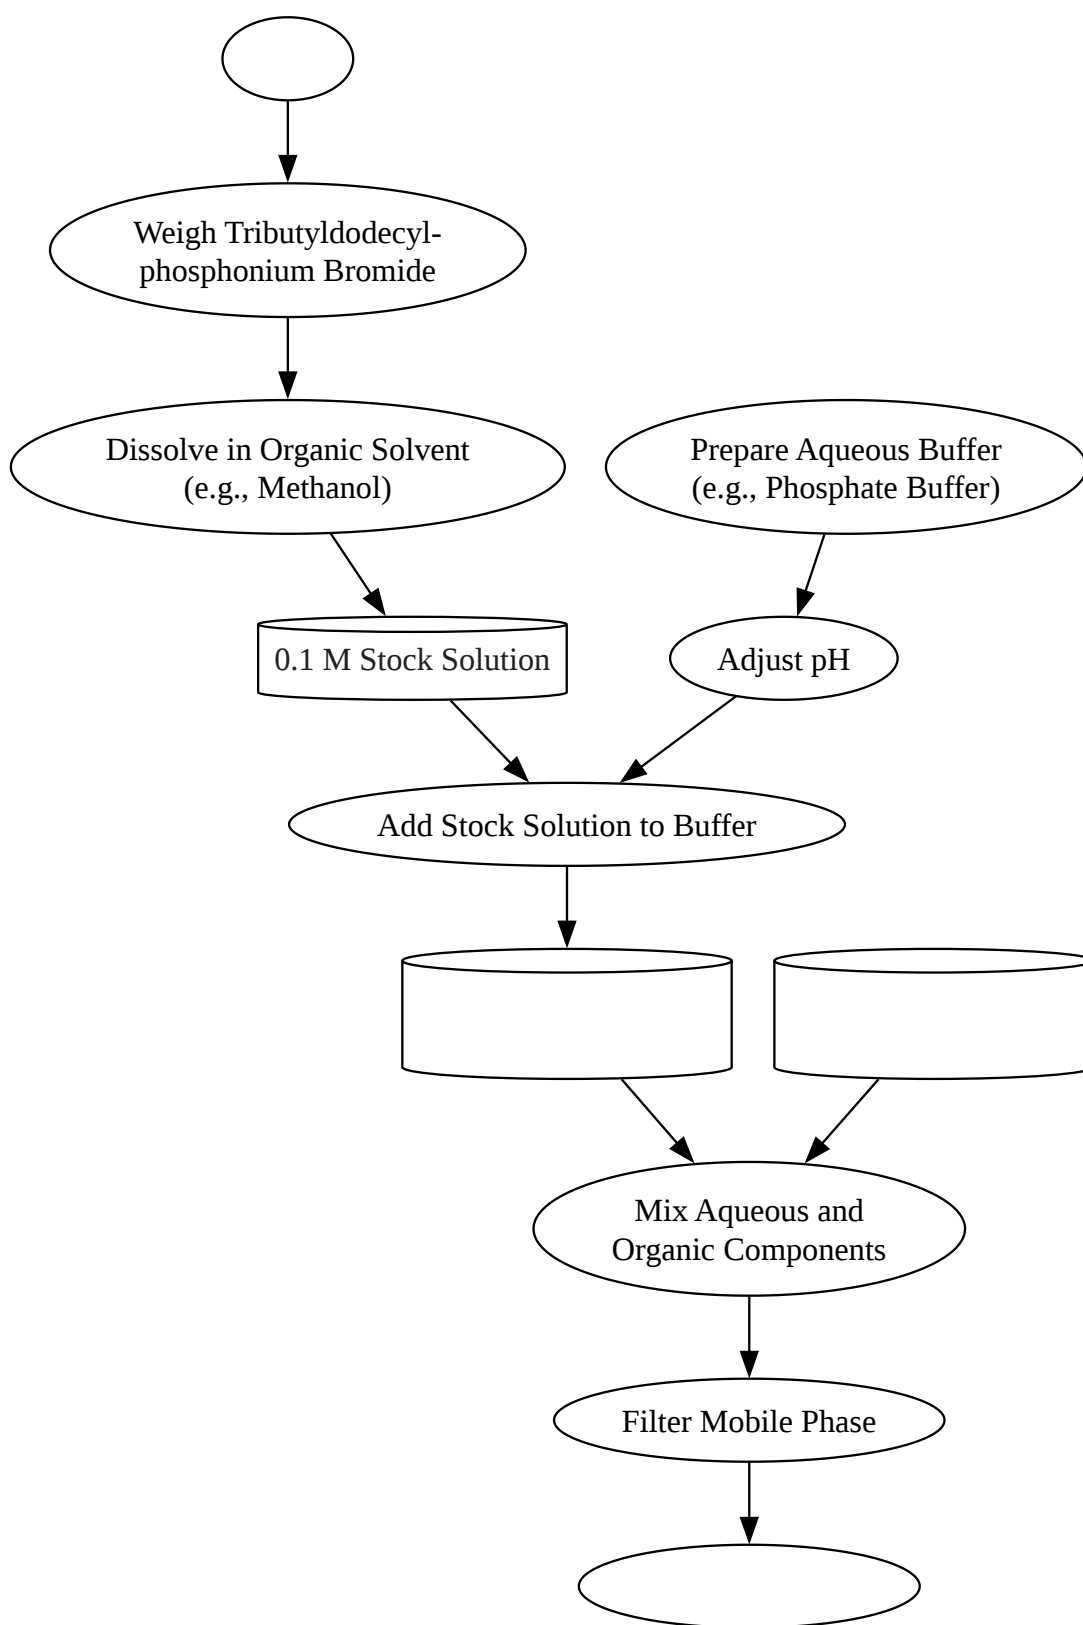 Weigh Tributyldodecyl-
phosphonium Bromide
Dissolve in Organic Solvent
(e.g., Methanol)
Prepare Aqueous Buffer
(e.g., Phosphate Buffer)
0.1 M Stock Solution
Adjust pH
Add Stock Solution to Buffer
Mix Aqueous and
Organic Components
Filter Mobile Phase